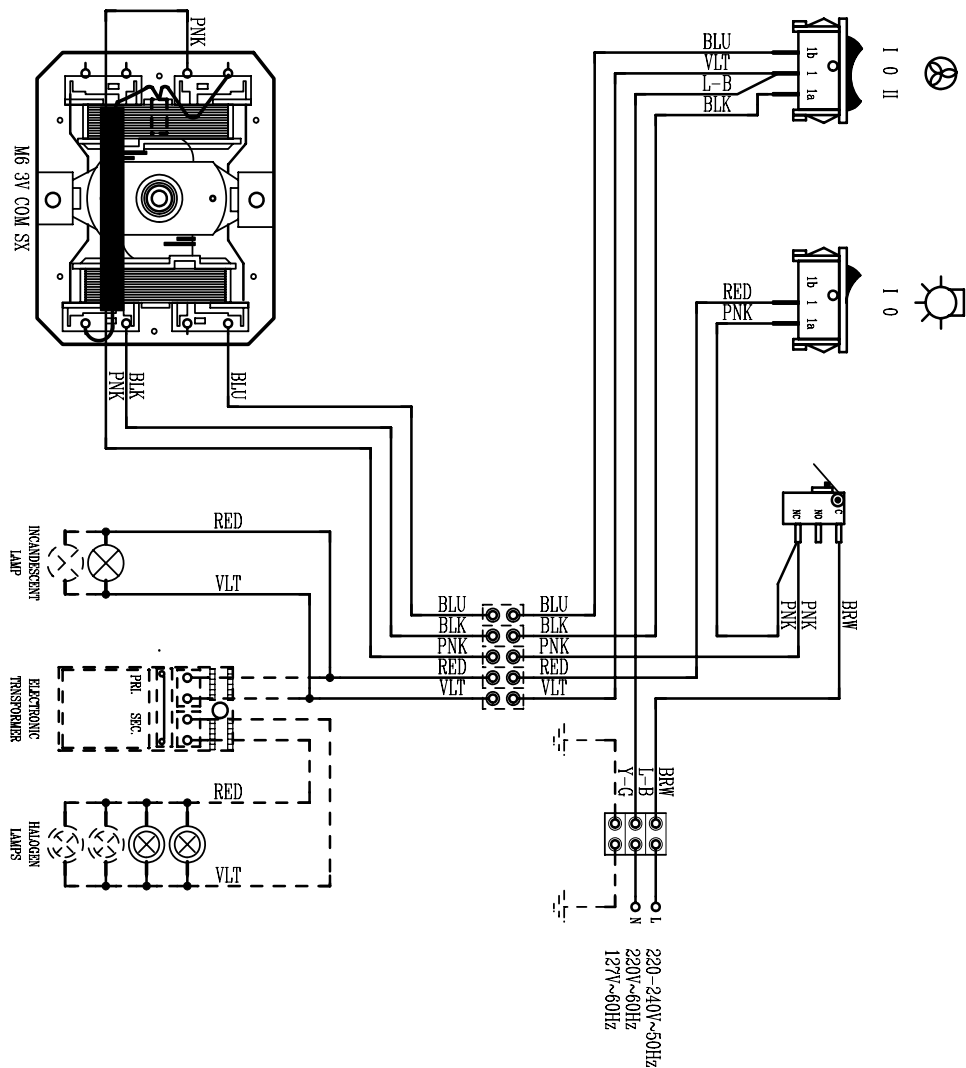 PNK
M6 3V COM SX
PNK
BLK
BLU
BLU
VLT
L-B
BLK
1b
1
1a
I 0 II
RED
PNK
1b
1
1a
I 0
NC
NO
C
PNK
PNK
BRW
RED
VLT
INCANDESCENT
LAMP
BLU
BLK
PNK
RED
VLT
BLU
BLK
PNK
RED
VLT
PRI.
SEC.
ELECTRONIC
TRNSFORMER
Y-G
L-B
BRW
RED
VLT
HALOGEN
LAMPS
N
L
220-240V~50Hz
220V~60Hz
127V~60Hz